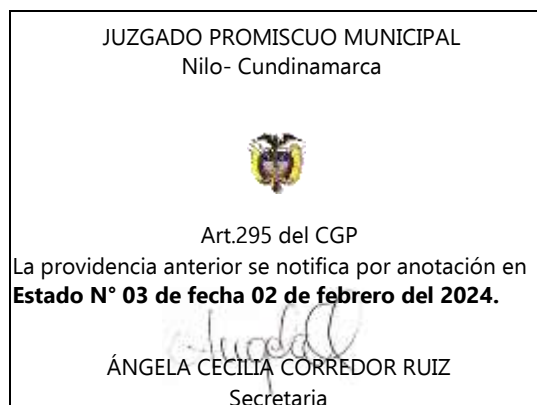 JUZGADO PROMISCUO MUNICIPAL
Nilo- Cundinamarca
Art.295 del CGP
La providencia anterior se notifica por anotación en
Estado N° 03 de fecha 02 de febrero del 2024.
ÁNGELA CECILIA CORREDOR RUIZ
Secretaria